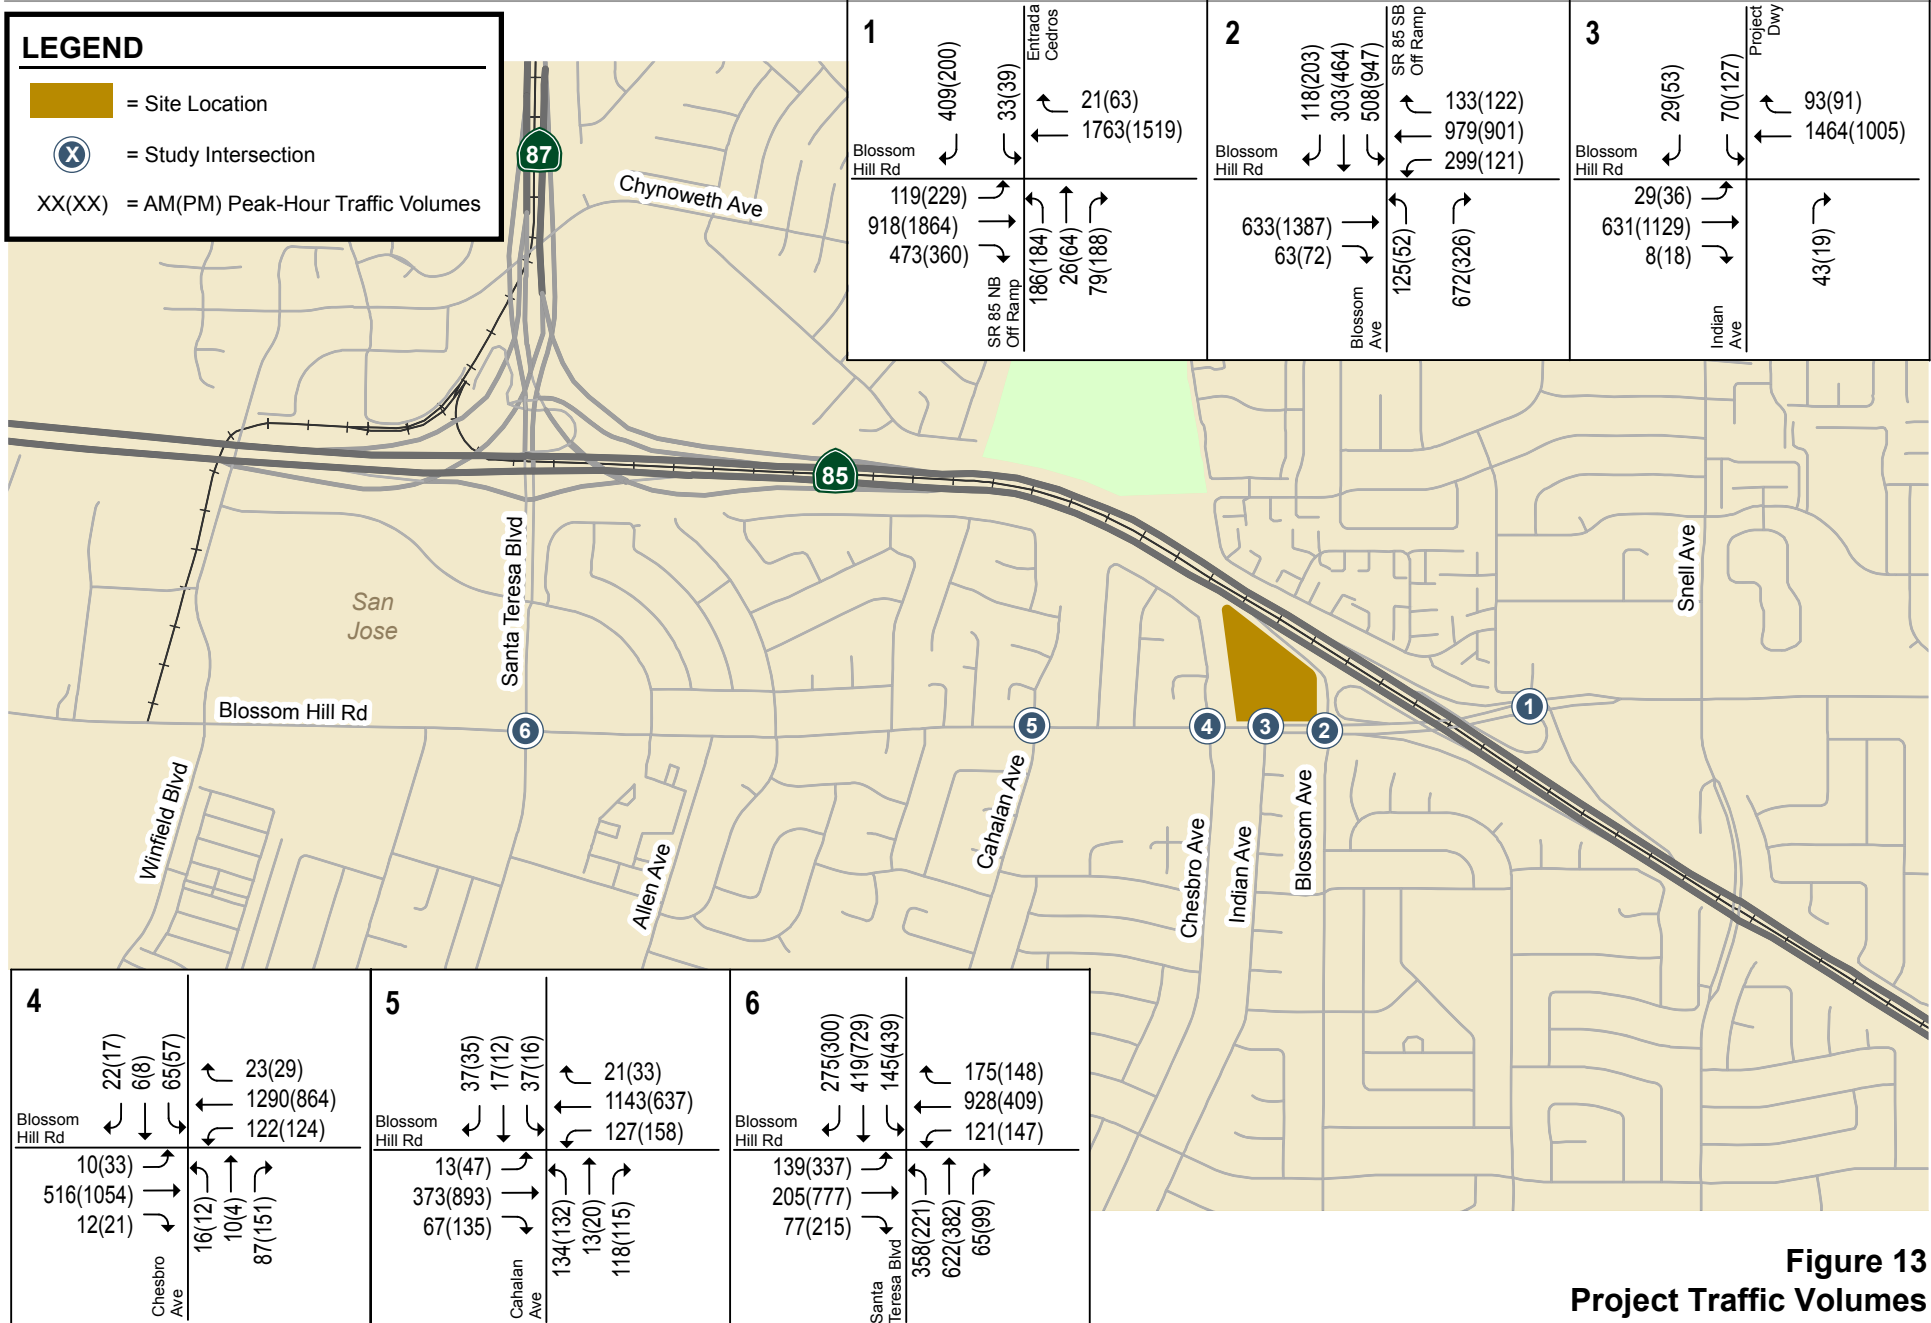 LEGEND
= Site Location
X
= Study Intersection
XX(XX) = AM(PM) Peak-Hour Traffic Volumes
1
409(200)
33(39)
Entrada
Cedros
21(63)
1763(1519)
Blossom
Hill Rd
119(229)
918(1864)
473(360)
SR 85 NB
Off Ramp
186(184)
26(64)
79(188)
2
118(203)
303(464)
508(947)
SR 85 SB
Off Ramp
133(122)
979(901)
299(121)
Blossom
Hill Rd
633(1387)
63(72)
Blossom
Ave
125(52)
672(326)
3
29(53)
70(127)
Project
Dwy
93(91)
1464(1005)
Blossom
Hill Rd
29(36)
631(1129)
8(18)
Indian
Ave
43(19)
87
Chynoweth Ave
85
San
Jose
Santa Teresa Blvd
Snell Ave
Blossom Hill Rd
6
5
4
3
2
1
Winfield Blvd
Allen Ave
Cahalan Ave
Chesbro Ave
Indian Ave
Blossom Ave
4
22(17)
6(8)
65(57)
23(29)
1290(864)
122(124)
Blossom
Hill Rd
10(33)
516(1054)
12(21)
Chesbro
Ave
16(12)
10(4)
87(151)
5
37(35)
17(12)
37(16)
21(33)
1143(637)
127(158)
Blossom
Hill Rd
13(47)
373(893)
67(135)
Cahalan
Ave
134(132)
13(20)
118(115)
6
275(300)
419(729)
145(439)
175(148)
928(409)
121(147)
Blossom
Hill Rd
139(337)
205(777)
77(215)
Santa
Teresa Blvd
358(221)
622(382)
65(99)
Figure 13
Project Traffic Volumes